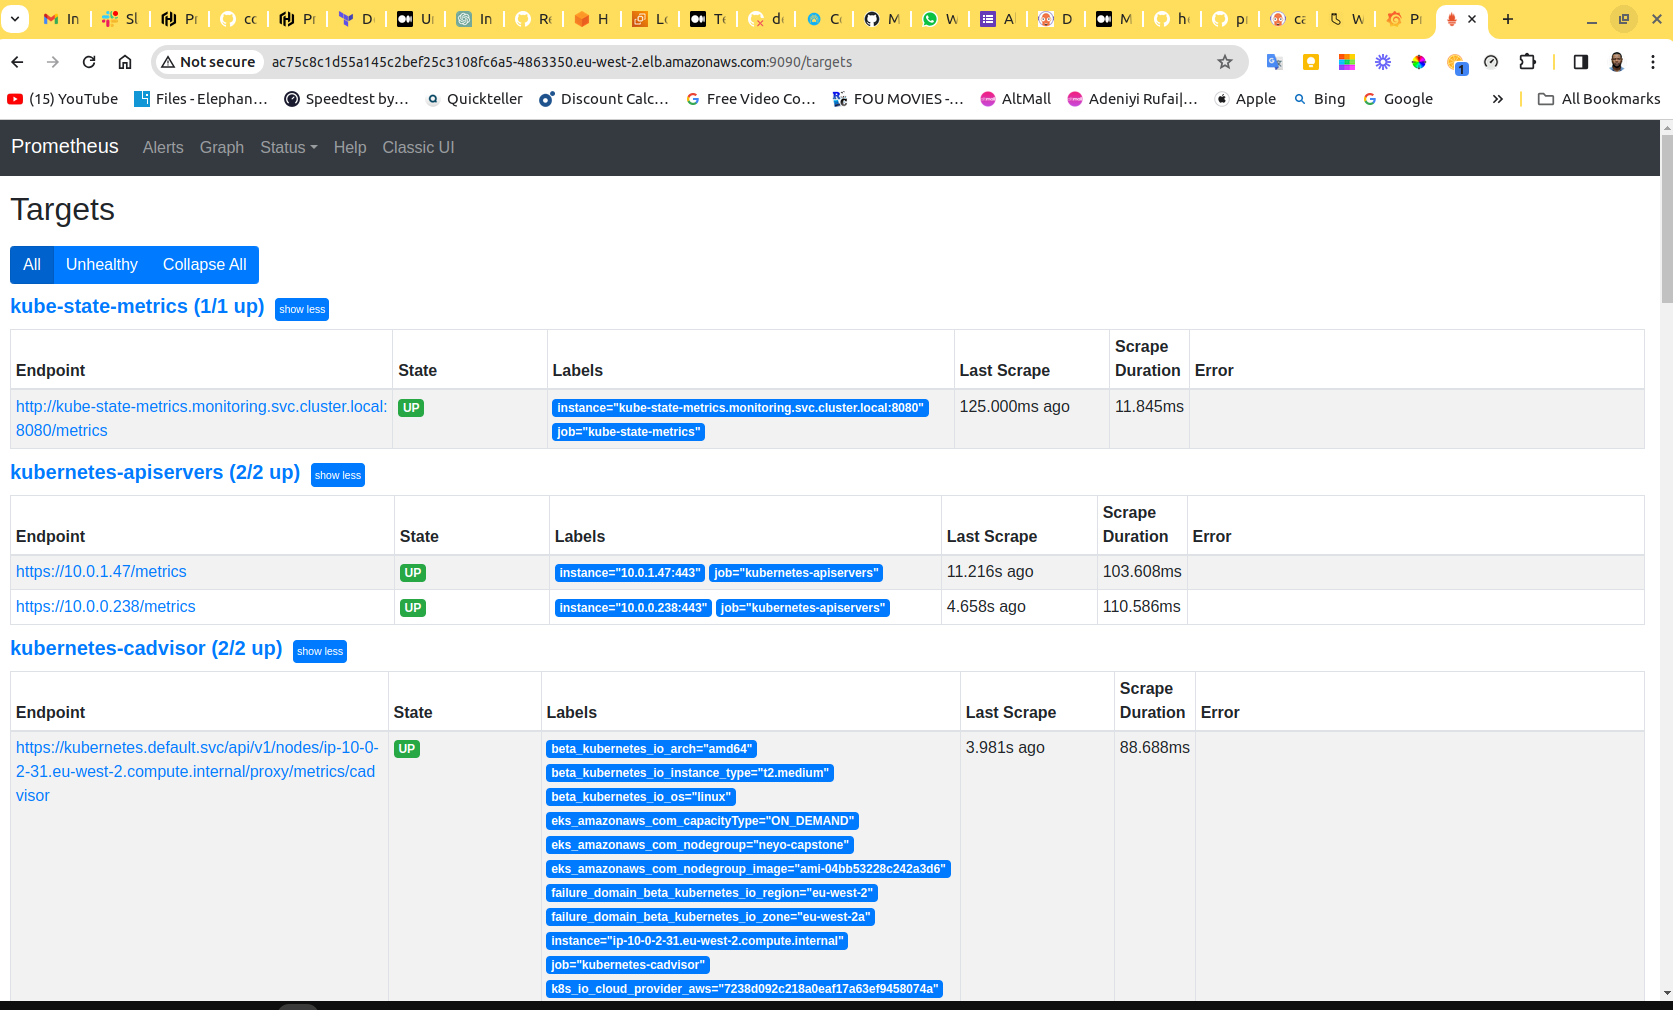 In
Sl
Pr
cc
Pr
D
Ur
In
Re
H
Lo
Te
d
C
M
W
A
D
M
h
p
ca
W
Pr
Not secure
ac75c8c1d55a145c2bef25c3108fc6a5-4863350.eu-west-2.elb.amazonaws.com:9090/targets
1
(15) YouTube
Files - Elephan...
Speedtest by...
Quickteller
Discount Calc...
Free Video Co...
FOU MOVIES -...
AltMall
Adeniyi Rufai|...
Apple
Bing
Google
»
All Bookmarks
Prometheus
Alerts
Graph
Status
Help
Classic UI
Targets
All
Unhealthy
Collapse All
kube-state-metrics (1/1 up) show less
Endpoint State Labels Last Scrape Scrape Duration Error
http://kube-state-metrics.monitoring.svc.cluster.local:
8080/metrics
UP
instance="kube-state-metrics.monitoring.svc.cluster.local:8080"
job="kube-state-metrics"
125.000ms ago
11.845ms
kubernetes-apiservers (2/2 up) show less
Endpoint State Labels Last Scrape Scrape Duration Error
https://10.0.1.47/metrics UP instance="10.0.1.47:443" job="kubernetes-apiservers" 11.216s ago 103.608ms
https://10.0.0.238/metrics UP instance="10.0.0.238:443" job="kubernetes-apiservers" 4.658s ago 110.586ms
kubernetes-cadvisor (2/2 up) show less
Endpoint State Labels Last Scrape Scrape Duration Error
https://kubernetes.default.svc/api/v1/nodes/ip-10-0-
2-31.eu-west-2.compute.internal/proxy/metrics/cad
visor
UP
beta_kubernetes_io_arch="amd64"
beta_kubernetes_io_instance_type="t2.medium"
beta_kubernetes_io_os="linux"
eks_amazonaws_com_capacityType="ON_DEMAND"
eks_amazonaws_com_nodegroup="neyo-capstone"
eks_amazonaws_com_nodegroup_image="ami-04bb53228c242a3d6"
failure_domain_beta_kubernetes_io_region="eu-west-2"
failure_domain_beta_kubernetes_io_zone="eu-west-2a"
instance="ip-10-0-2-31.eu-west-2.compute.internal"
job="kubernetes-cadvisor"
k8s_io_cloud_provider_aws="7238d092c218a0eaf17a63ef9458074a"
3.981s ago
88.688ms